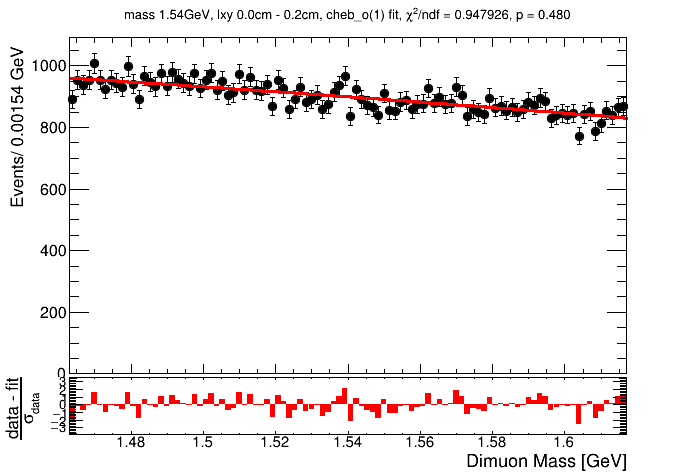 mass 1.54GeV, lxy 0.0cm - 0.2cm, cheb_o(1) fit, χ²/ndf = 0.947926, p = 0.480
Events/ 0.00154 GeV
1000
800
600
400
200
0
data - fit
σdata
3
2
1
0
−1
−2
−3
1.48 1.5 1.52 1.54 1.56 1.58 1.6
Dimuon Mass [GeV]